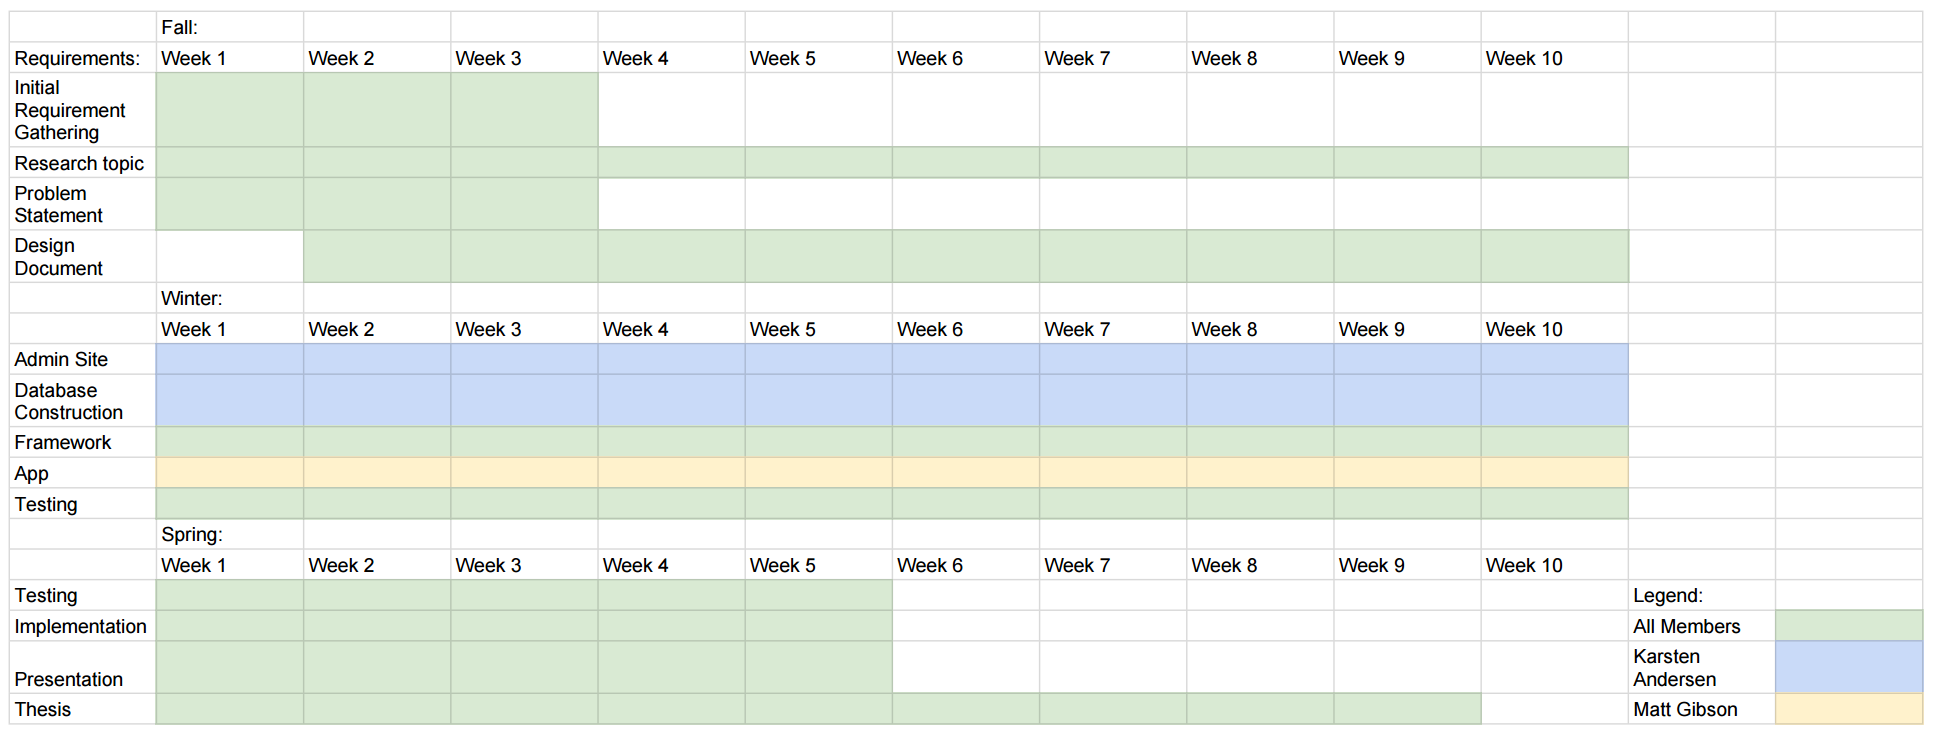 Fall:
Requirements: Week 1 Week 2 Week 3 Week 4 Week 5 Week 6 Week 7 Week 8 Week 9 Week 10
Initial
Requirement
Gathering
Research topic
Problem
Statement
Design
Document
Winter:
Week 1 Week 2 Week 3 Week 4 Week 5 Week 6 Week 7 Week 8 Week 9 Week 10
Admin Site
Database
Construction
Framework
App
Testing
Spring:
Week 1 Week 2 Week 3 Week 4 Week 5 Week 6 Week 7 Week 8 Week 9 Week 10
Testing
Implementation
Presentation
Thesis
Legend:
All Members
Karsten
Andersen
Matt Gibson